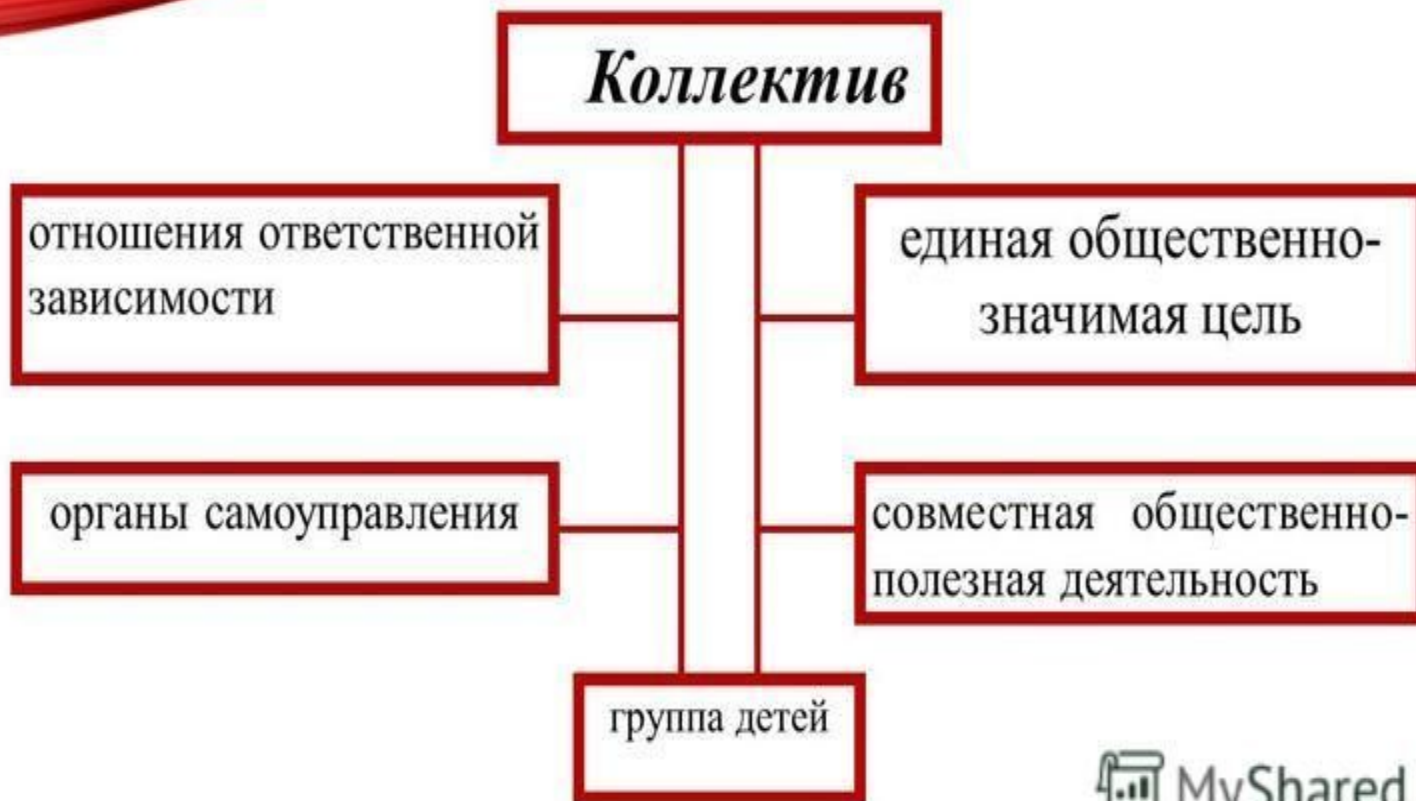 Коллектив
отношения ответственной
зависимости
единая общественно-
значимая цель
органы самоуправления
совместная общественно-
полезная деятельность
группа детей
MyShared